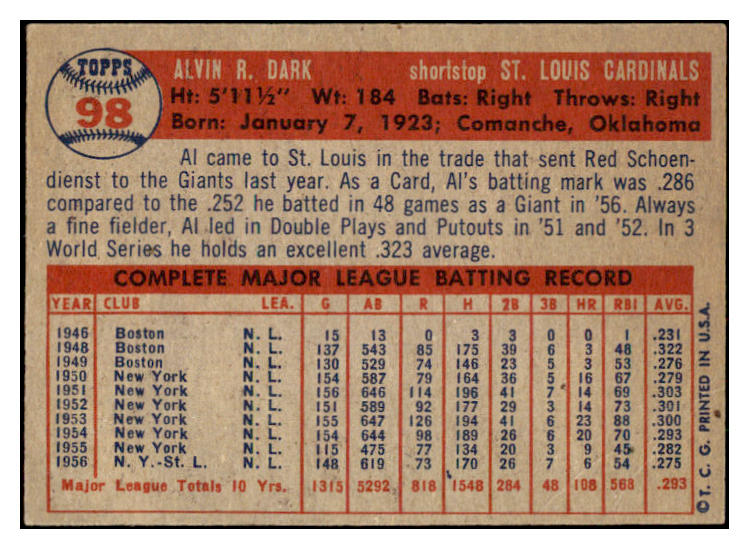 TOPPS
98
ALVIN R. DARK shortstop ST. LOUIS CARDINALS
Ht: 5'11½" Wt: 184 Bats: Right Throws: Right
Born: January 7, 1923; Comanche, Oklahoma
Al came to St. Louis in the trade that sent Red Schoen-
dienst to the Giants last year. As a Card, Al's batting mark was .286
compared to the .252 he batted in 48 games as a Giant in '56. Always
a fine fielder, Al led in Double Plays and Putouts in '51 and '52. In 3
World Series he holds an excellent .323 average.
COMPLETE MAJOR LEAGUE BATTING RECORD
YEAR CLUB LEA. G AB R H 2B 3B HR RBI AVG.
1946 Boston N. L. 15 13 0 3 3 0 0 1 .231
1948 Boston N. L. 137 543 85 175 39 6 3 48 .322
1949 Boston N. L. 130 529 74 146 23 5 3 53 .276
1950 New York N. L. 154 587 79 164 36 5 16 67 .279
1951 New York N. L. 156 646 114 196 41 7 14 69 .303
1952 New York N. L. 151 589 92 177 29 3 14 73 .301
1953 New York N. L. 155 647 126 194 41 6 23 88 .300
1954 New York N. L. 154 644 98 189 26 6 20 70 .293
1955 New York N. L. 115 475 77 134 20 3 9 45 .282
1956 N. Y.-St. L. N. L. 148 619 73 170 26 7 6 54 .275
Major League Totals 10 Yrs. 1315 5292 818 1548 284 48 108 568 .293
© T. C. G. PRINTED IN U.S.A.